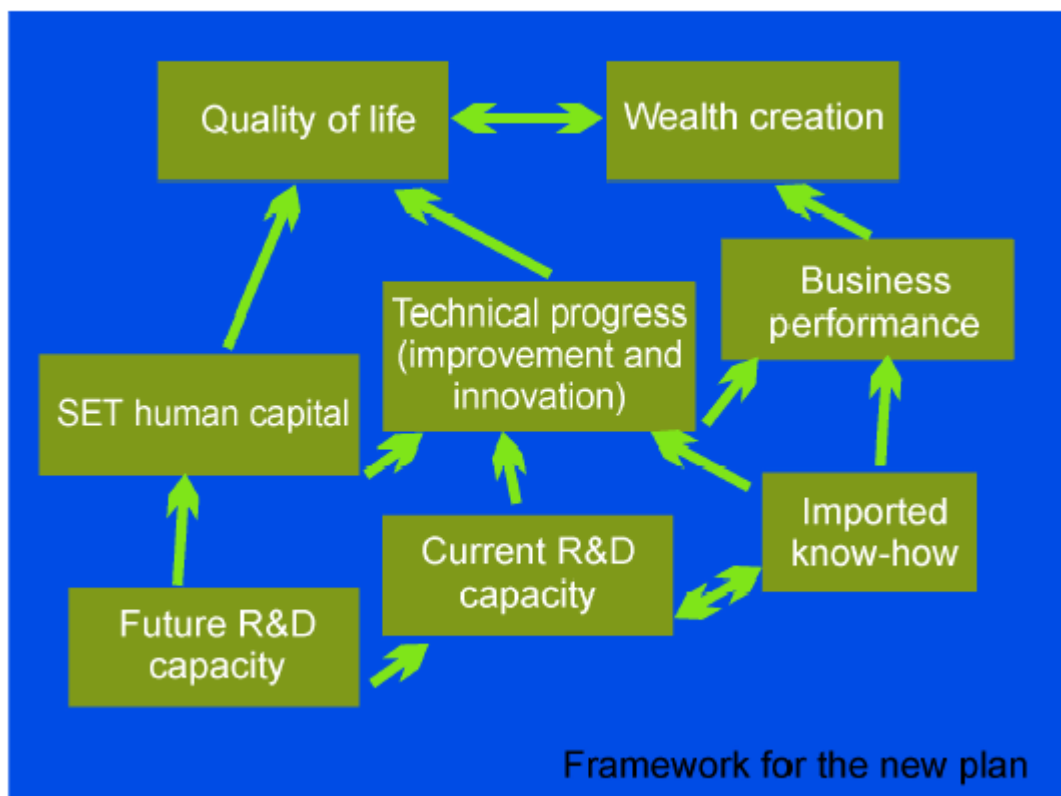 Quality of life
Wealth creation
Business
performance
Technical progress
(improvement and
innovation)
SET human capital
Imported
know-how
Current R&D
capacity
Future R&D
capacity
Framework for the new plan